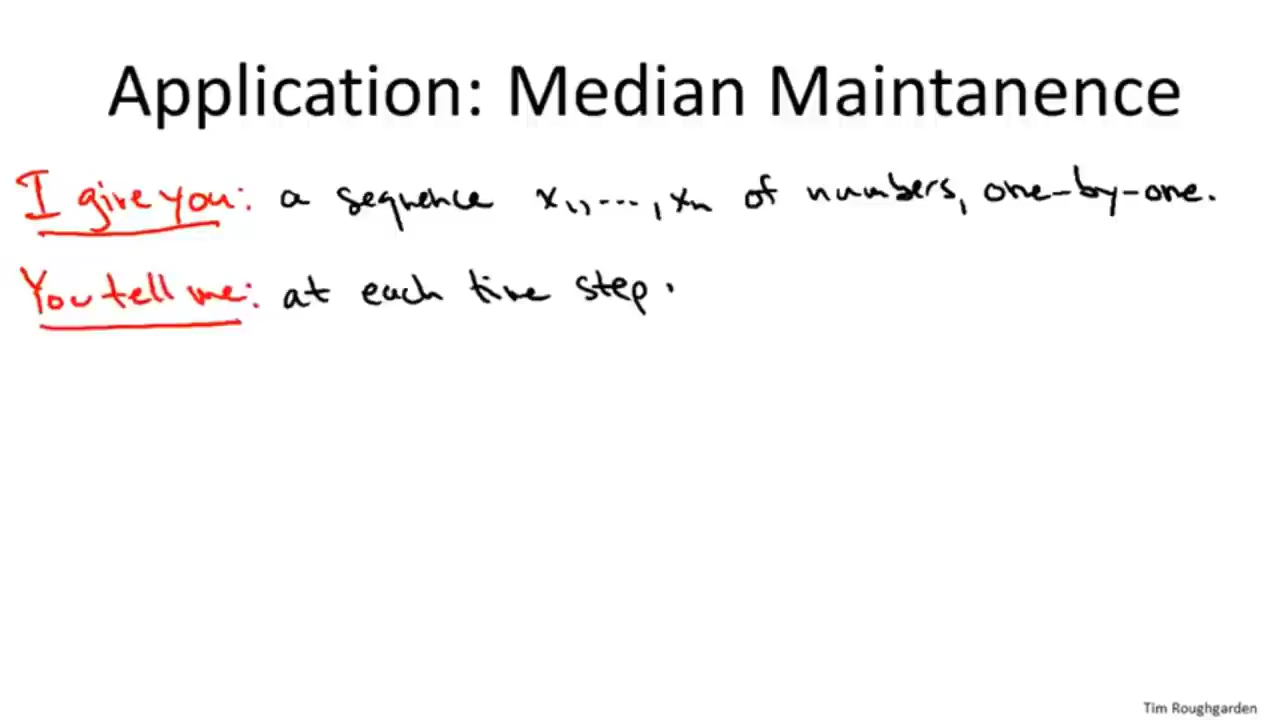 Application: Median Maintanence
I give you: a sequence x1,...,xn of numbers, one-by-one.
You tell me: at each time step
Tim Roughgarden